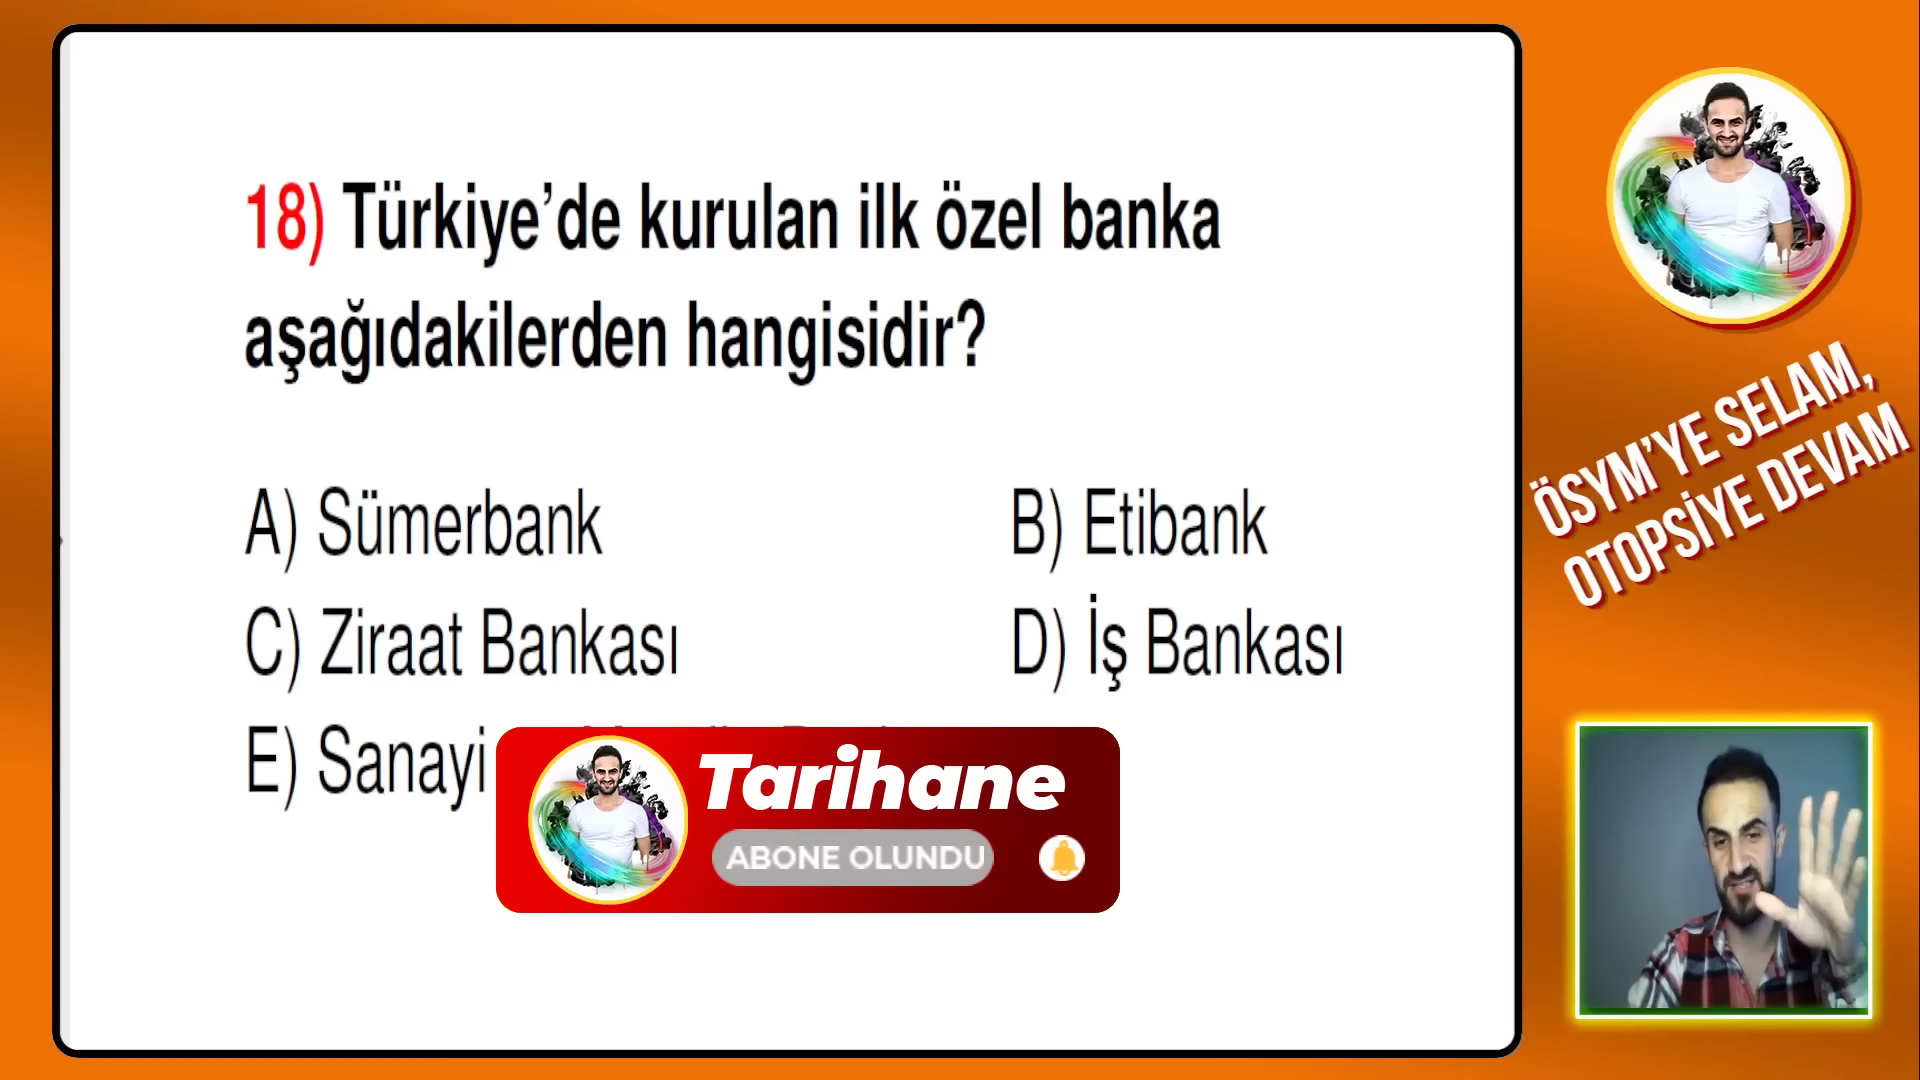 18) Türkiye’de kurulan ilk özel banka
aşağıdakilerden hangisidir?
A) Sümerbank
B) Etibank
C) Ziraat Bankası
D) İş Bankası
E) Sanayi
Tarihane
ABONE OLUNDU
ÖSYM’YE SELAM,
OTOPSİYE DEVAM